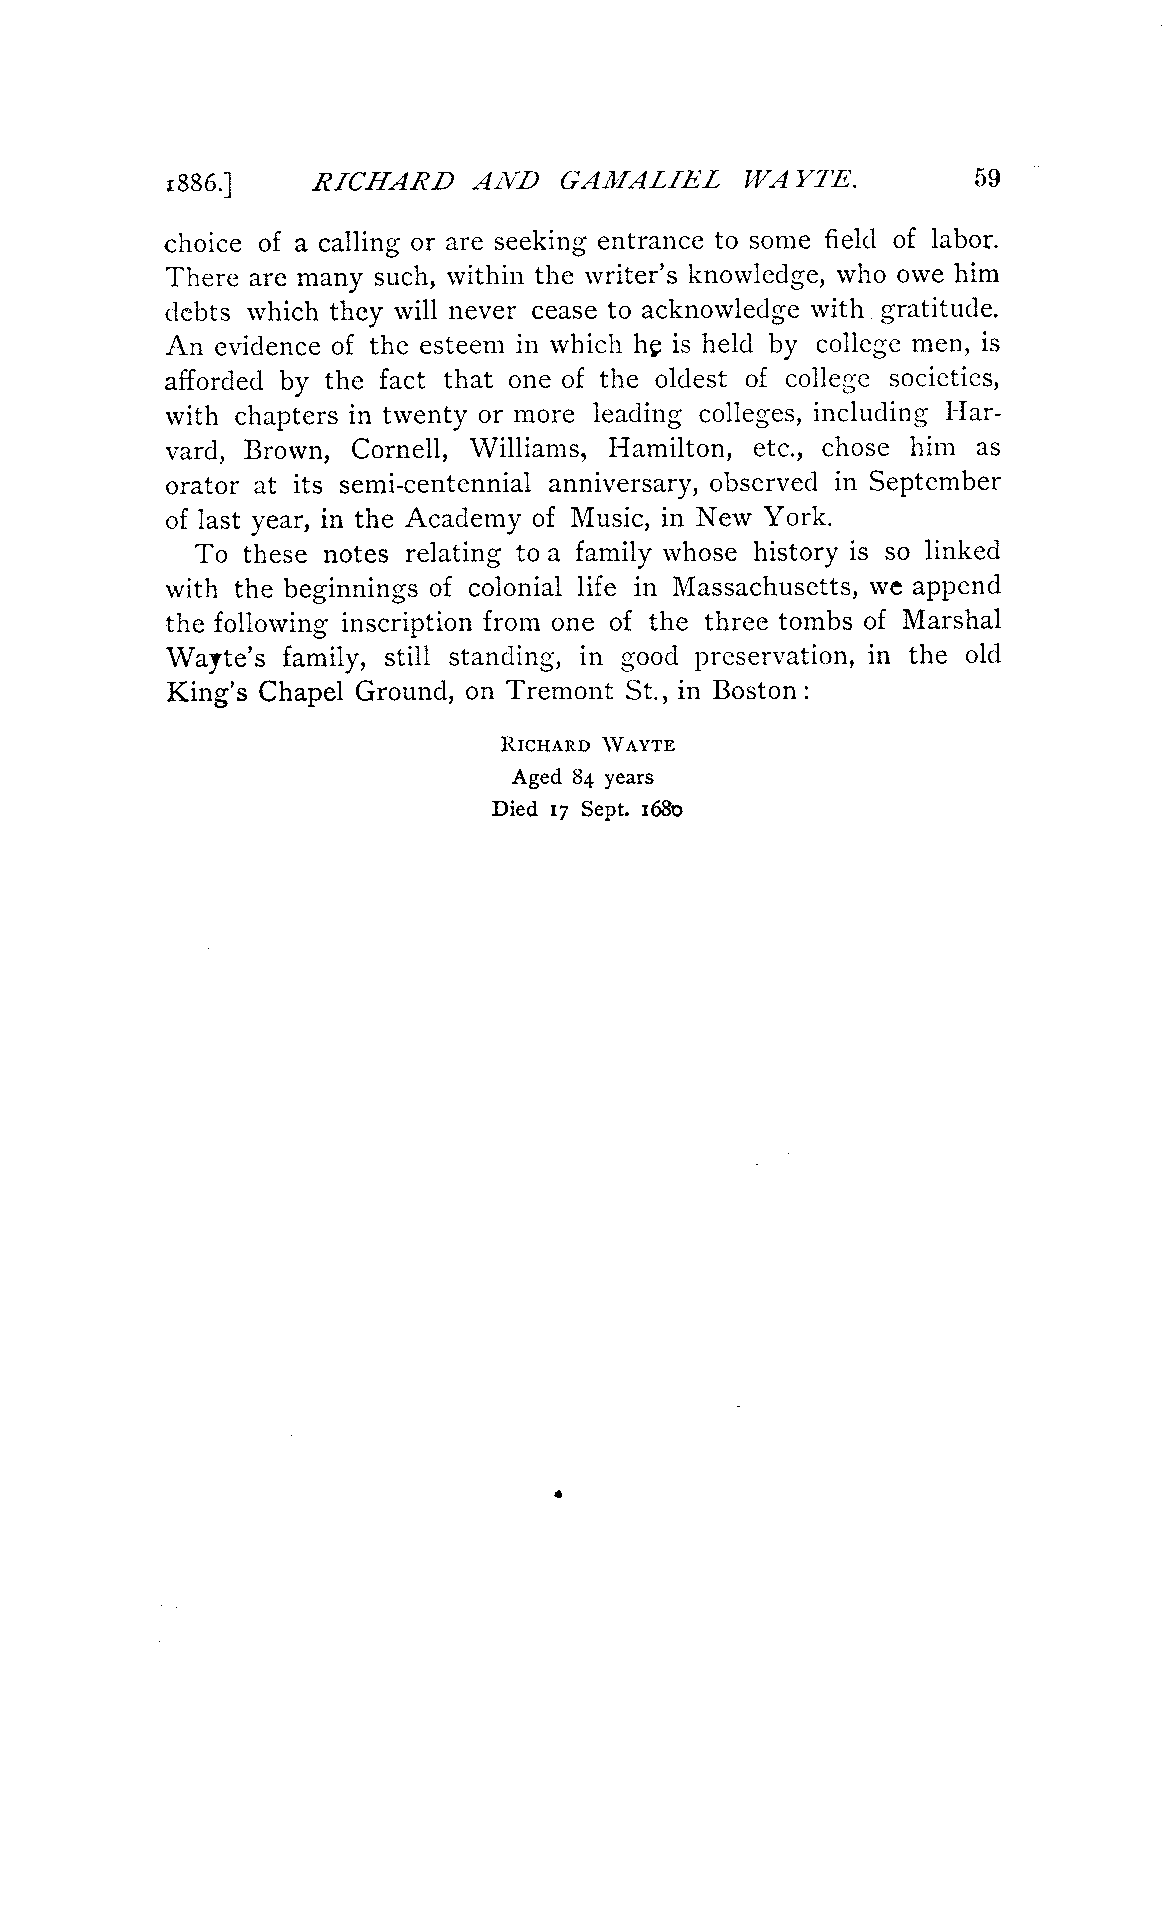 1886.] RICHARD AND GAMALIEL WAYTE. 59
choice of a calling or are seeking entrance to some field of labor.
There are many such, within the writer's knowledge, who owe him
debts which they will never cease to acknowledge with gratitude.
An evidence of the esteem in which he is held by college men, is
afforded by the fact that one of the oldest of college societies,
with chapters in twenty or more leading colleges, including Har-
vard, Brown, Cornell, Williams, Hamilton, etc., chose him as
orator at its semi-centennial anniversary, observed in September
of last year, in the Academy of Music, in New York.
To these notes relating to a family whose history is so linked
with the beginnings of colonial life in Massachusetts, we append
the following inscription from one of the three tombs of Marshal
Wayte's family, still standing, in good preservation, in the old
King's Chapel Ground, on Tremont St., in Boston:
RICHARD WAYTE
Aged 84 years
Died 17 Sept. 1680